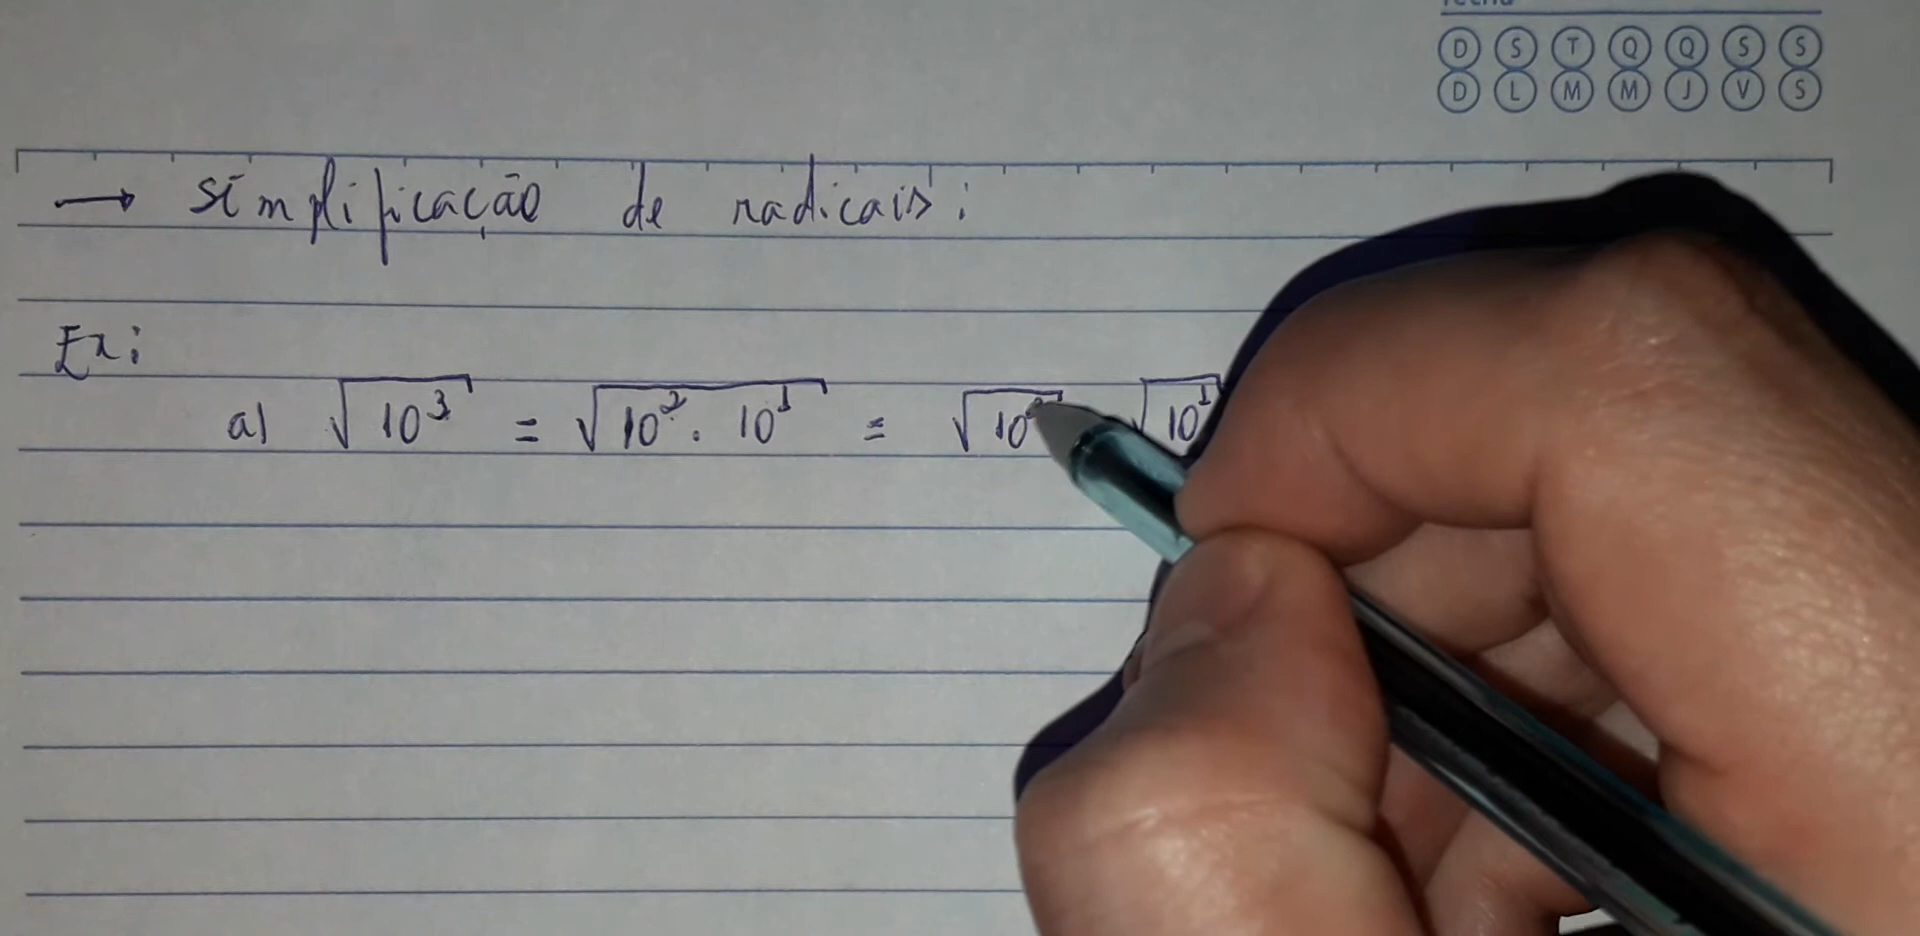 D S T Q Q S S
D L M M J V S
→ simplificação de radicais:
Ex:
a) √10³ = √10² . 10¹ = √10² √10¹